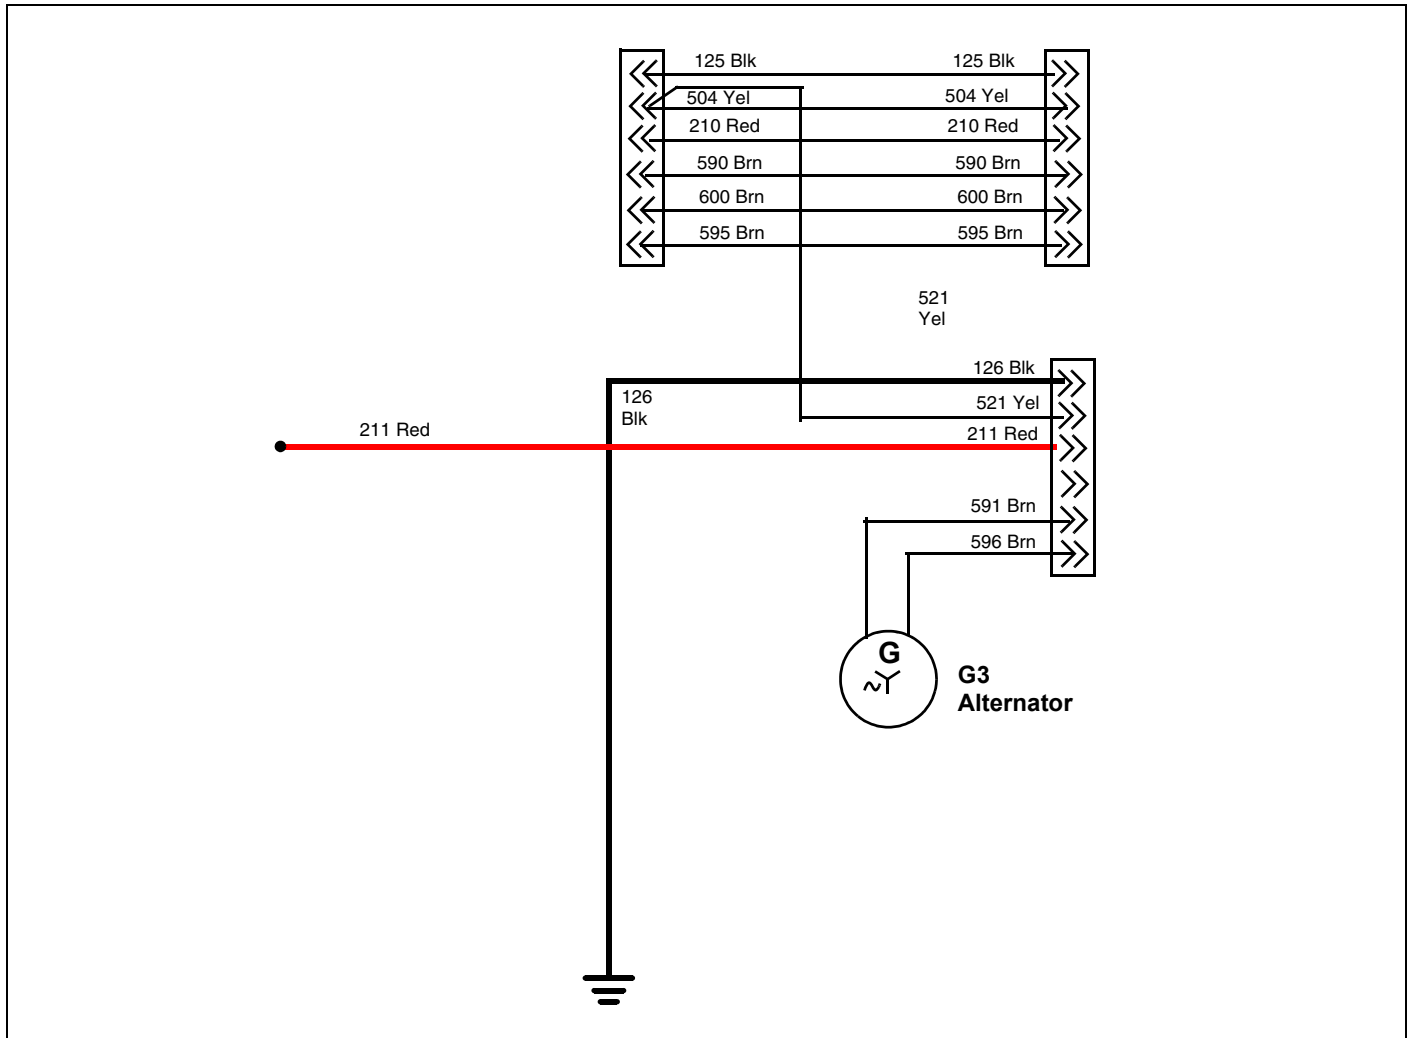 125 Blk 125 Blk
504 Yel 504 Yel
210 Red 210 Red
590 Brn 590 Brn
600 Brn 600 Brn
595 Brn 595 Brn
521
Yel
126 Blk
126
Blk
521 Yel
211 Red 211 Red
591 Brn
596 Brn
G
G3
Alternator